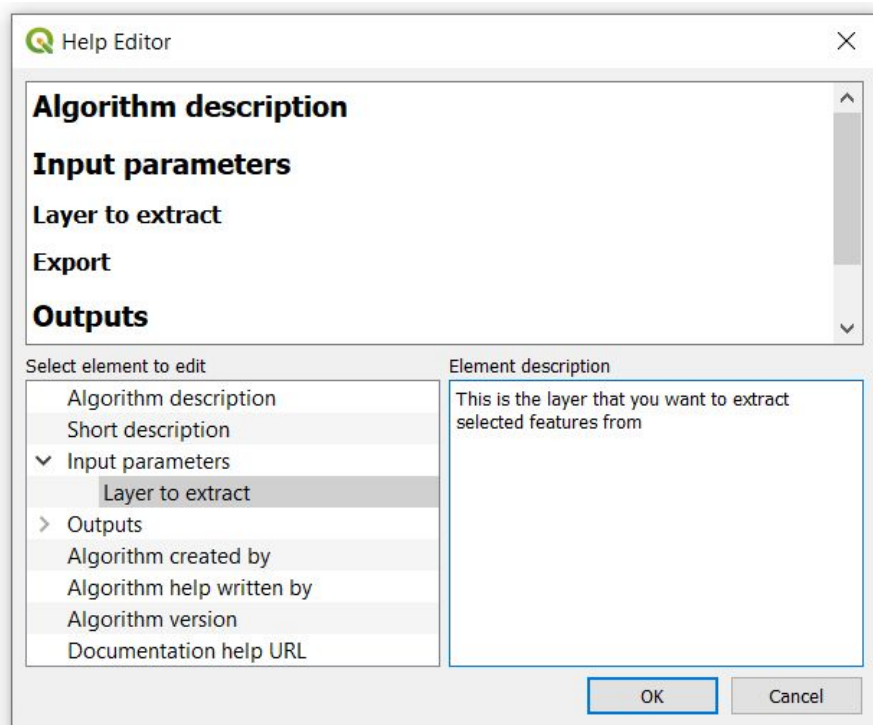 Help Editor
Algorithm description
Input parameters
Layer to extract
Export
Outputs
Select element to edit
Algorithm description
Short description
Input parameters
Layer to extract
Outputs
Algorithm created by
Algorithm help written by
Algorithm version
Documentation help URL
Element description
This is the layer that you want to extract
selected features from
OK
Cancel